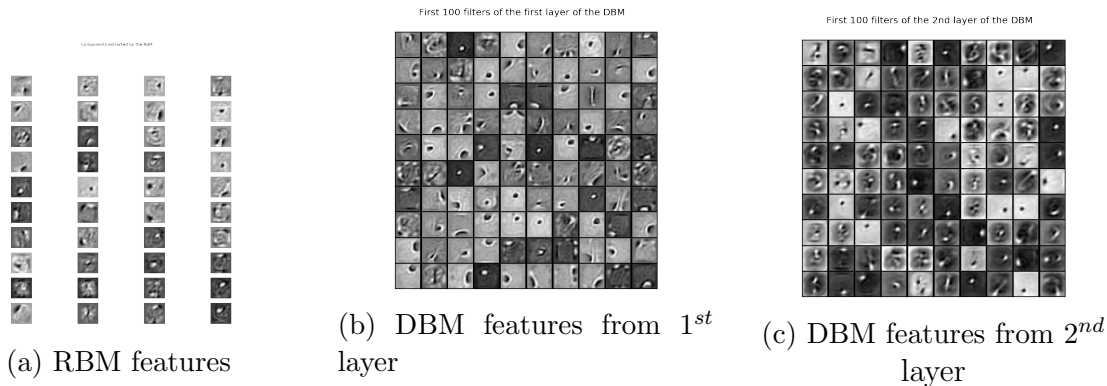 Components extracted by the RBM
First 100 filters of the first layer of the DBM
First 100 filters of the 2nd layer of the DBM
(a) RBM features
(b) DBM features from 1st
layer
(c) DBM features from 2nd
layer